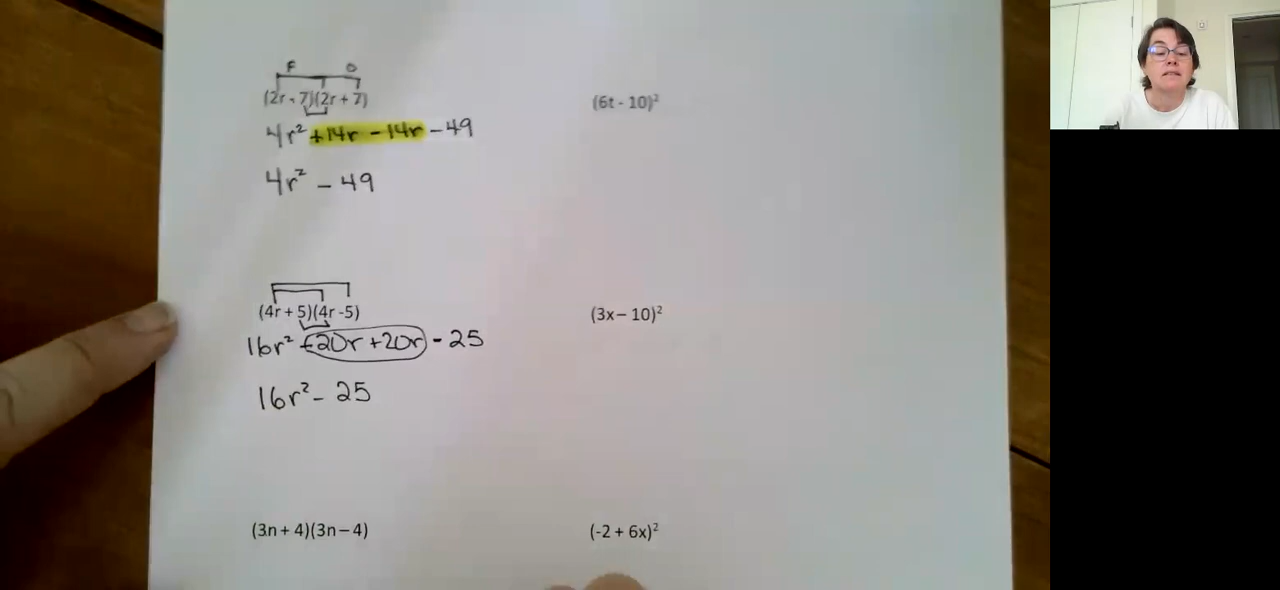 F O
(2r - 7)(2r + 7)
4r² +14r - 14r - 49
4r² - 49
(4r + 5)(4r -5)
16r² -20r +20r - 25
16r² - 25
(3n + 4)(3n – 4)
(6t - 10)²
(3x – 10)²
(-2 + 6x)²